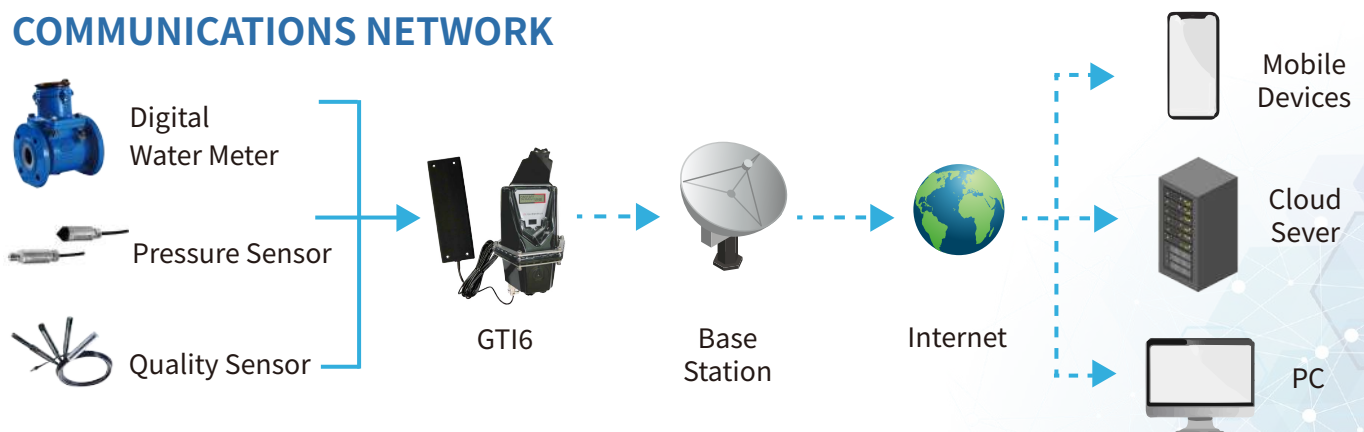 COMMUNICATIONS NETWORK
Digital
Water Meter
Pressure Sensor
Quality Sensor
GTI6
Base
Station
Internet
Mobile
Devices
Cloud
Sever
PC